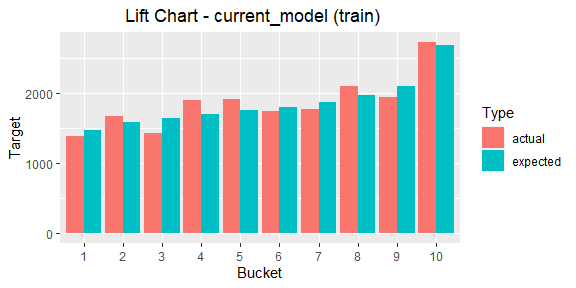 Lift Chart - current_model (train)
Target
2000
1000
0
1 2 3 4 5 6 7 8 9 10
Bucket
Type
actual
expected